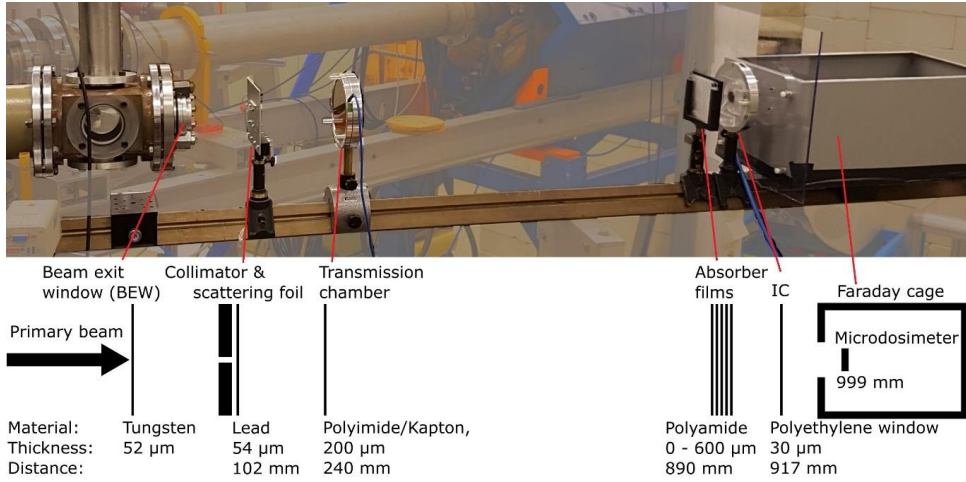 Beam exit
window (BEW)
Collimator &
scattering foil
Transmission
chamber
Absorber
films
IC
Faraday cage
Primary beam
Microdosimeter
999 mm
Material: Tungsten Lead Polyimide/Kapton, Polyamide Polyethylene window
Thickness: 52 µm 54 µm 200 µm 0 - 600 µm 30 µm
Distance: 102 mm 240 mm 890 mm 917 mm